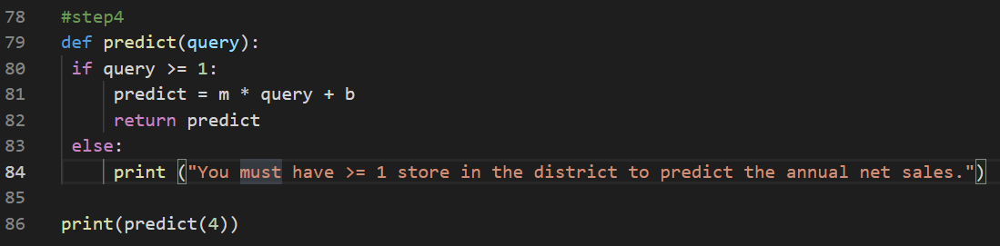 78 #step4
79 def predict(query):
80 if query >= 1:
81 predict = m * query + b
82 return predict
83 else:
84 print ("You must have >= 1 store in the district to predict the annual net sales.")
85
86 print(predict(4))